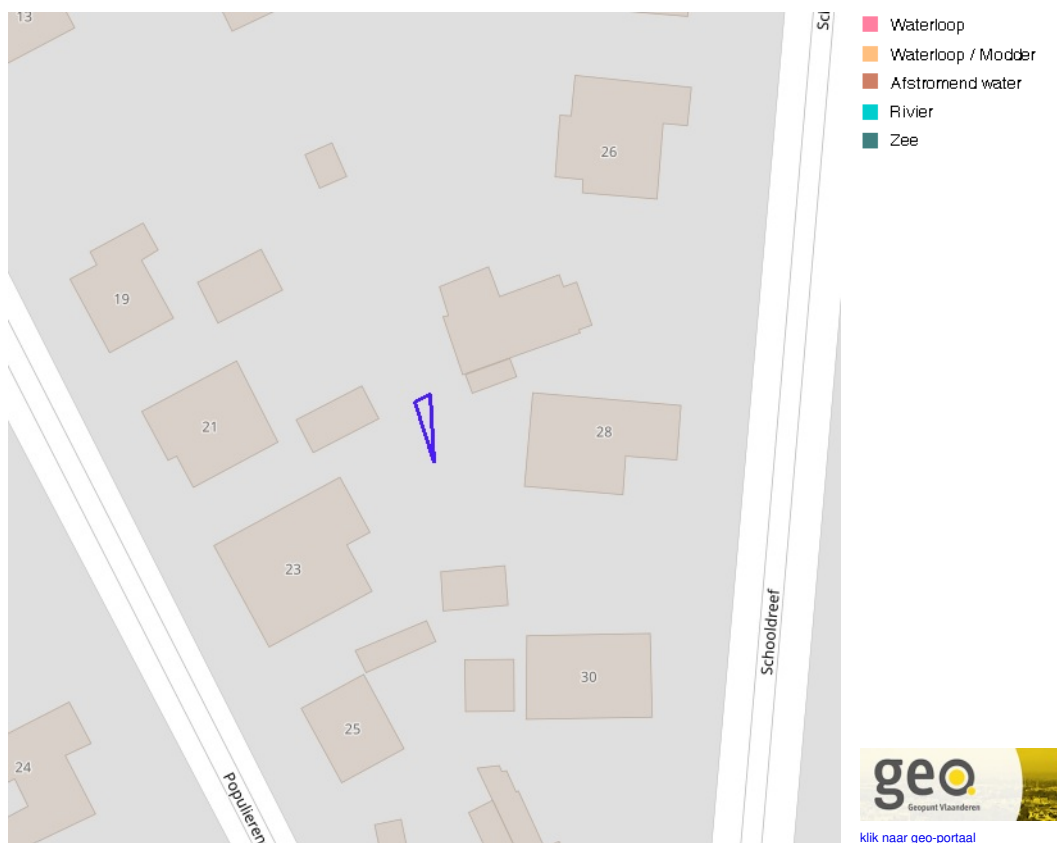 13
Sc
26
19
21
28
23
30
25
24
Schooldreef
Populieren
Waterloop
Waterloop / Modder
Afstromend water
Rivier
Zee
geo
Geopunt Vlaanderen
klik naar geo-portaal